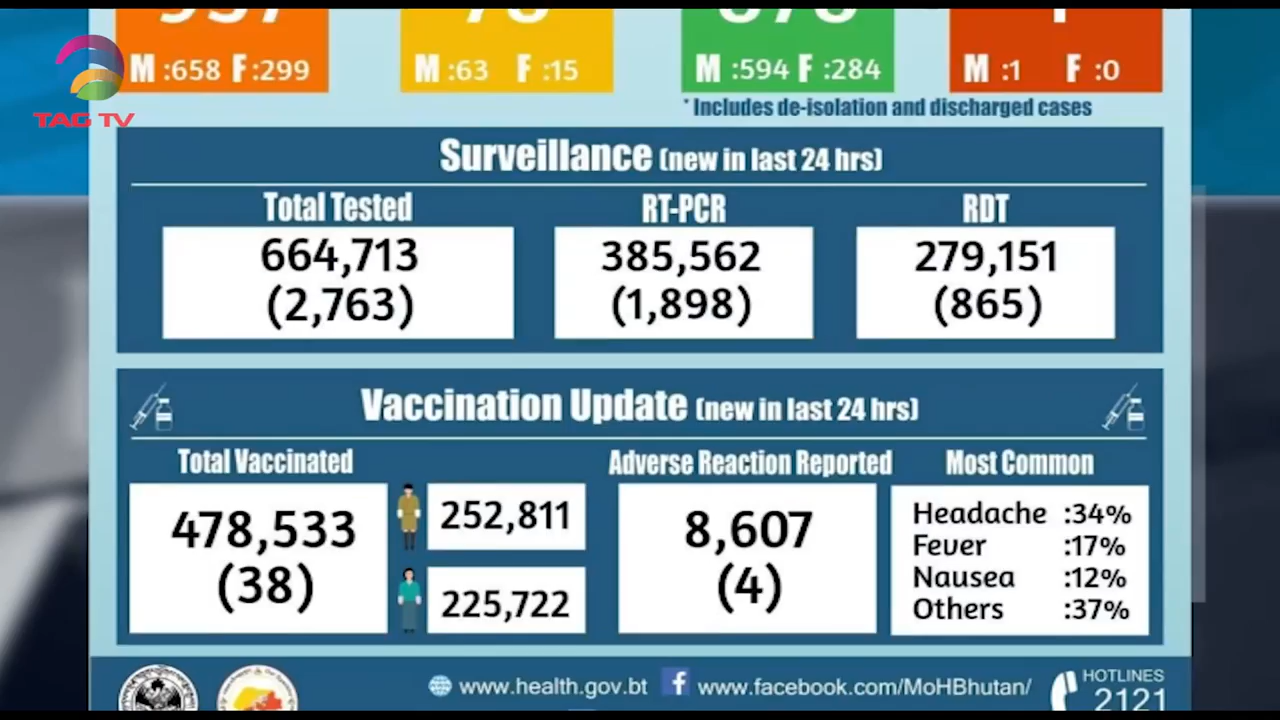 957
78
878
1
M :658 F :299
M :63 F :15
M :594 F :284
M :1 F :0
TAG TV
* Includes de-isolation and discharged cases
Surveillance (new in last 24 hrs)
Total Tested
RT-PCR
RDT
664,713
385,562
279,151
(2,763)
(1,898)
(865)
Vaccination Update (new in last 24 hrs)
Total Vaccinated
Adverse Reaction Reported
Most Common
478,533
(38)
252,811
225,722
8,607
(4)
Headache :34%
Fever :17%
Nausea :12%
Others :37%
www.health.gov.bt
www.facebook.com/MoHBhutan/
HOTLINES
2121